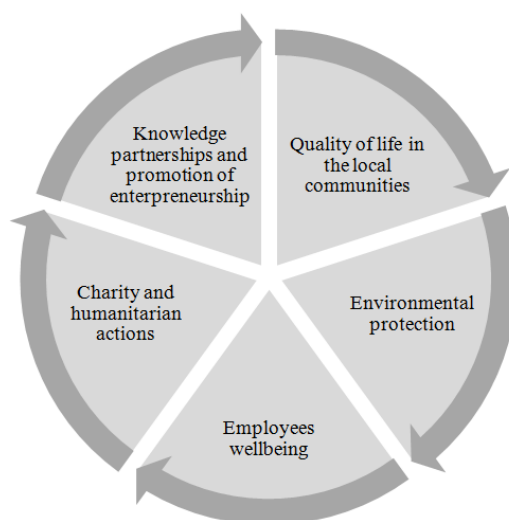 Knowledge
partnerships and
promotion of
enterpreneurship
Quality of life in
the local
communities
Environmental
protection
Employees
wellbeing
Charity and
humanitarian
actions